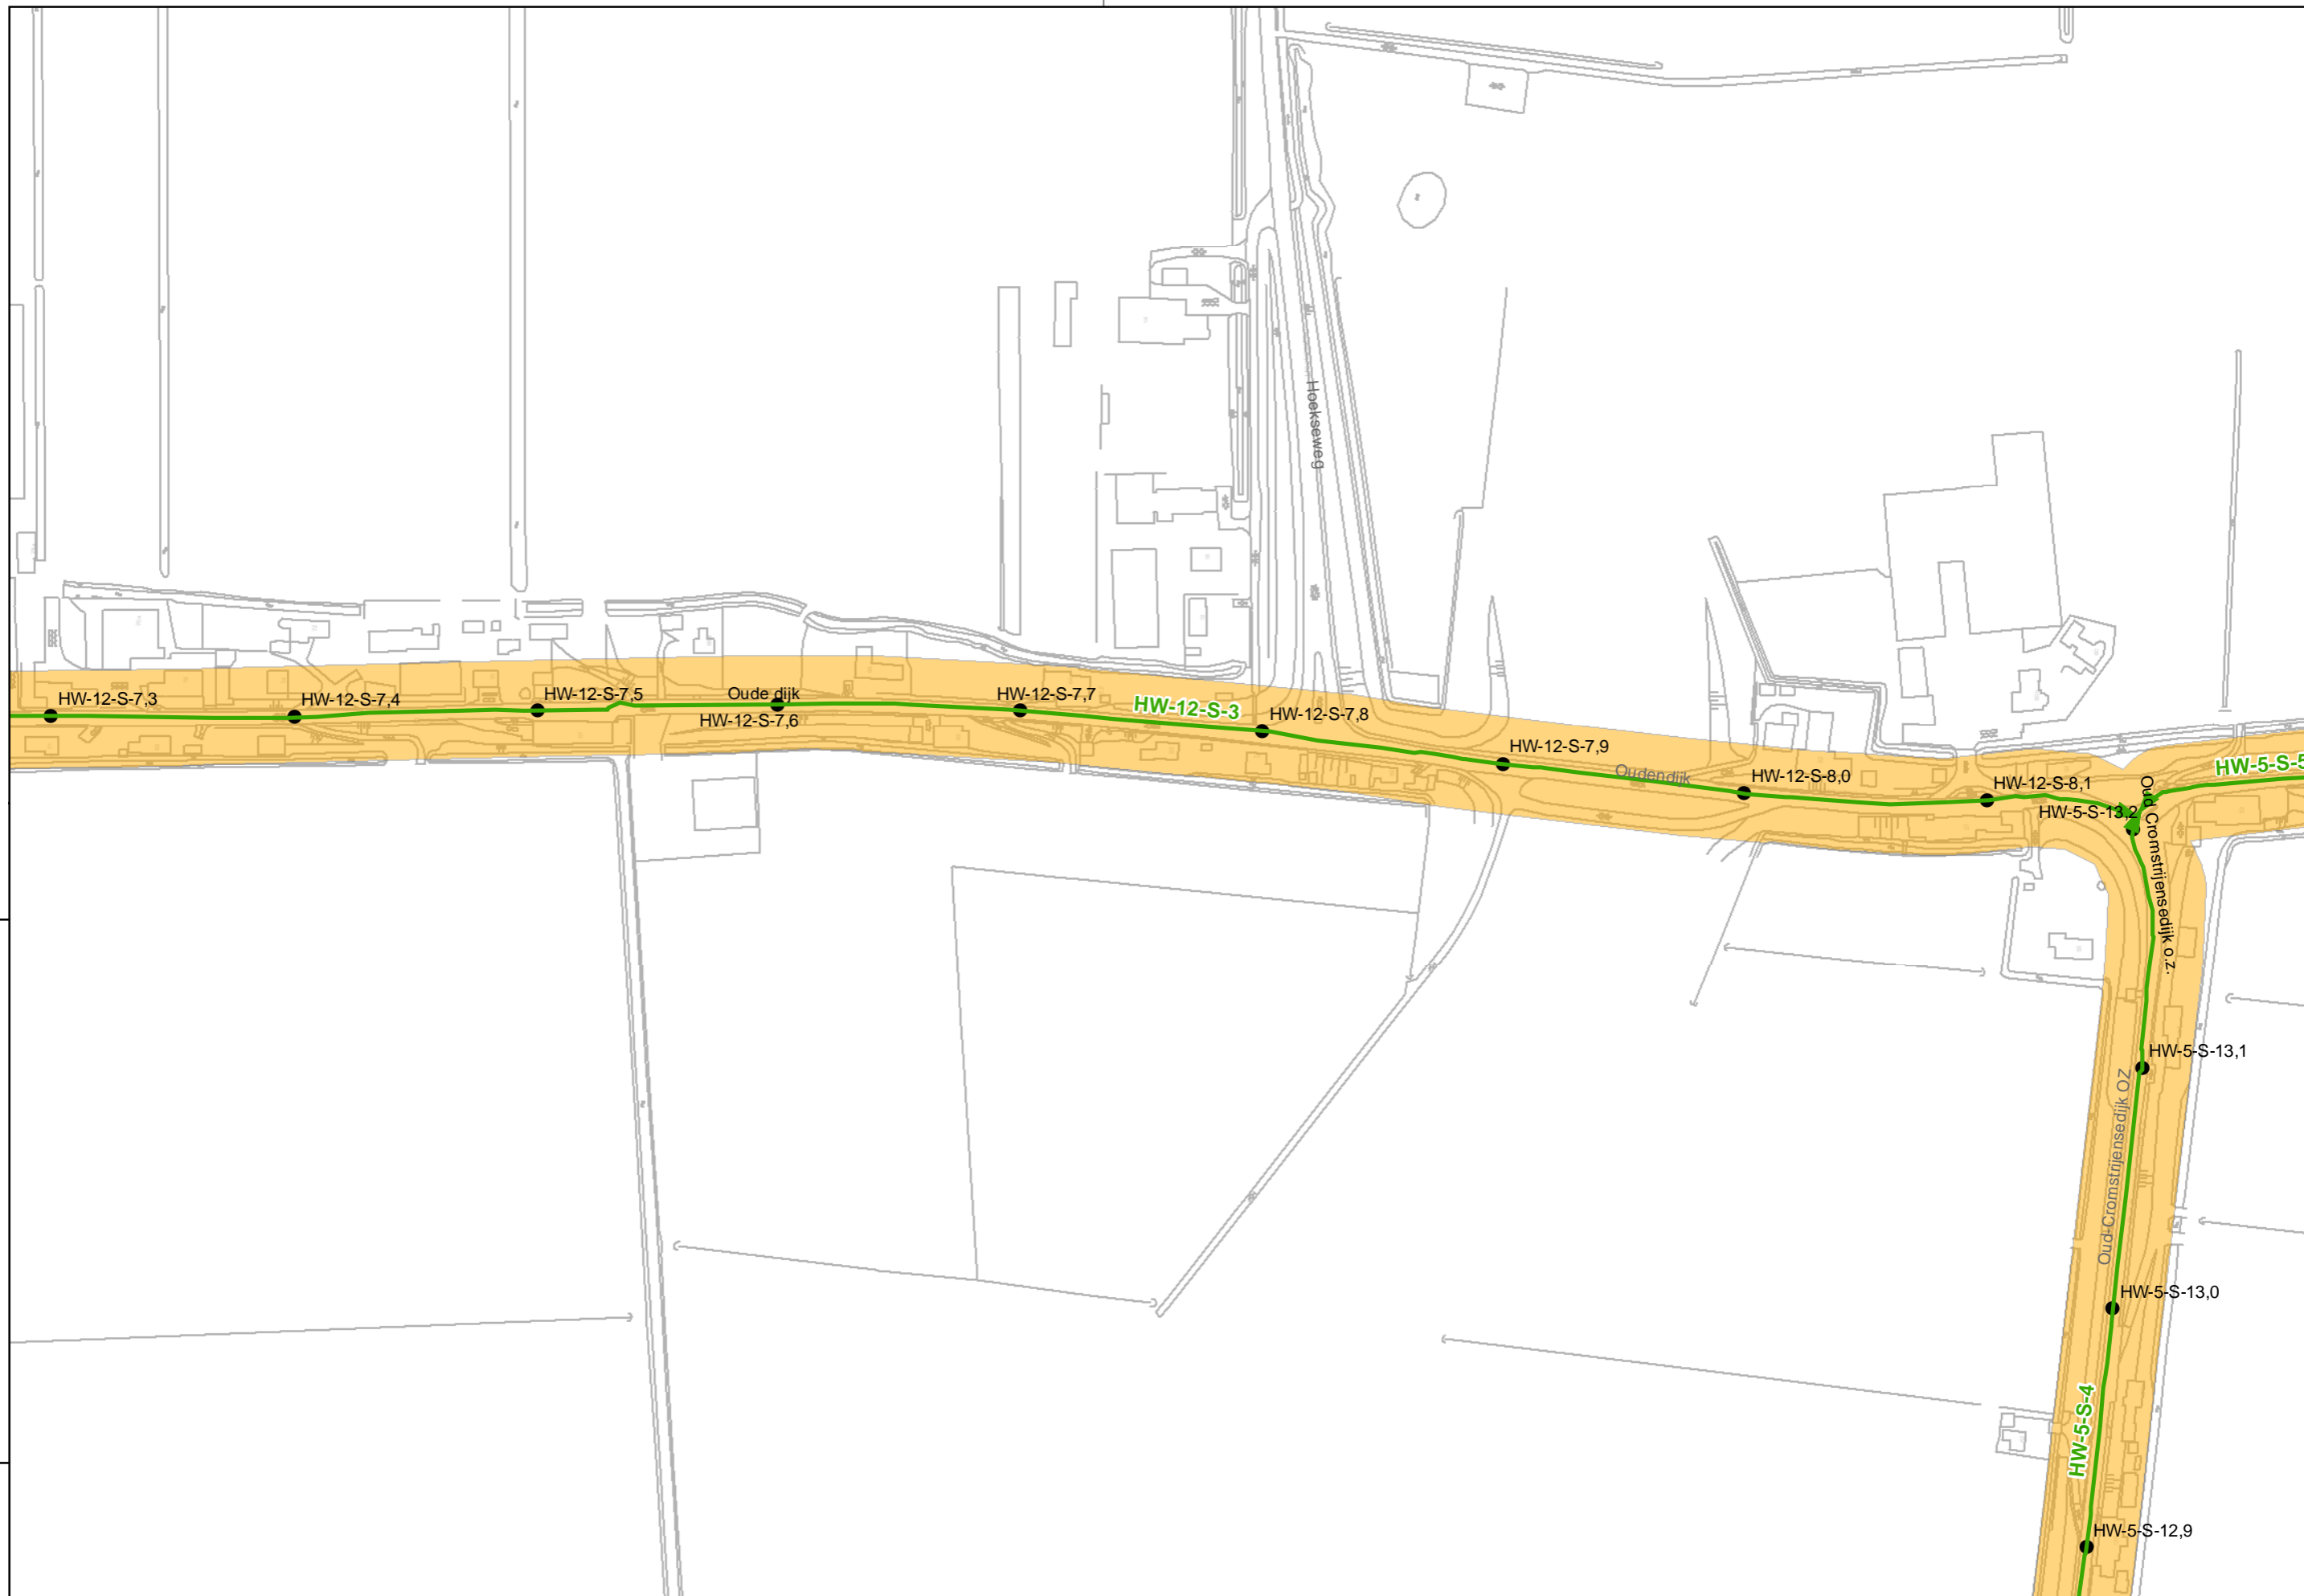 Hoekseweg
HW-12-S-7,3
HW-12-S-7,4
HW-12-S-7,5
Oude dijk
HW-12-S-7,6
HW-12-S-7,7
HW-12-S-3
HW-12-S-7,8
HW-12-S-7,9
Oudendijk
HW-12-S-8,0
HW-12-S-8,1
HW-5-S-5
HW-5-S-13,2
Oud Cromstrijensedijk o.z.
HW-5-S-13,1
Oud-Cromstrijensedijk OZ
HW-5-S-13,0
HW-5-S-4
HW-5-S-12,9